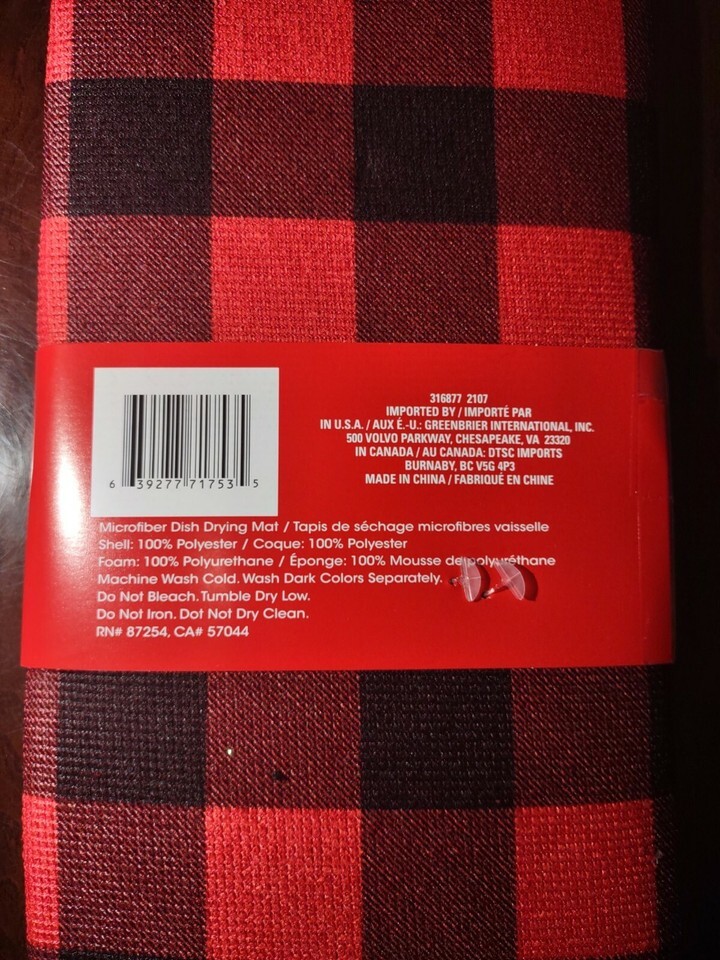 6 39277 71753 5
316877 2107
IMPORTED BY / IMPORTÉ PAR
IN U.S.A. / AUX É.-U.: GREENBRIER INTERNATIONAL, INC.
500 VOLVO PARKWAY, CHESAPEAKE, VA 23320
IN CANADA / AU CANADA: DTSC IMPORTS
BURNABY, BC V5G 4P3
MADE IN CHINA / FABRIQUÉ EN CHINE
Microfiber Dish Drying Mat / Tapis de séchage microfibres vaisselle
Shell: 100% Polyester / Coque: 100% Polyester
Foam: 100% Polyurethane / Éponge: 100% Mousse de polyuréthane
Machine Wash Cold. Wash Dark Colors Separately.
Do Not Bleach. Tumble Dry Low.
Do Not Iron. Dot Not Dry Clean.
RN# 87254, CA# 57044